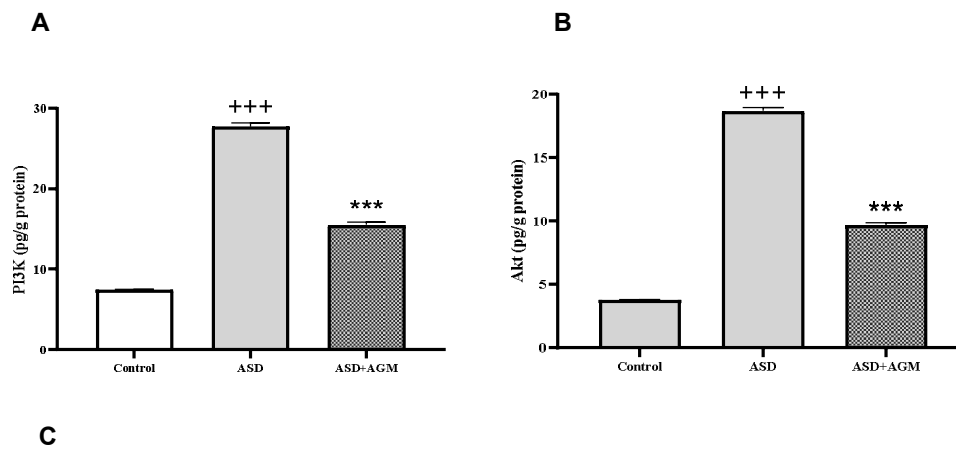 A
B
PI3K (pg/g protein)
30
20
10
0
+++
***
Control
ASD
ASD+AGM
Akt (pg/g protein)
20
15
10
5
0
+++
***
Control
ASD
ASD+AGM
C